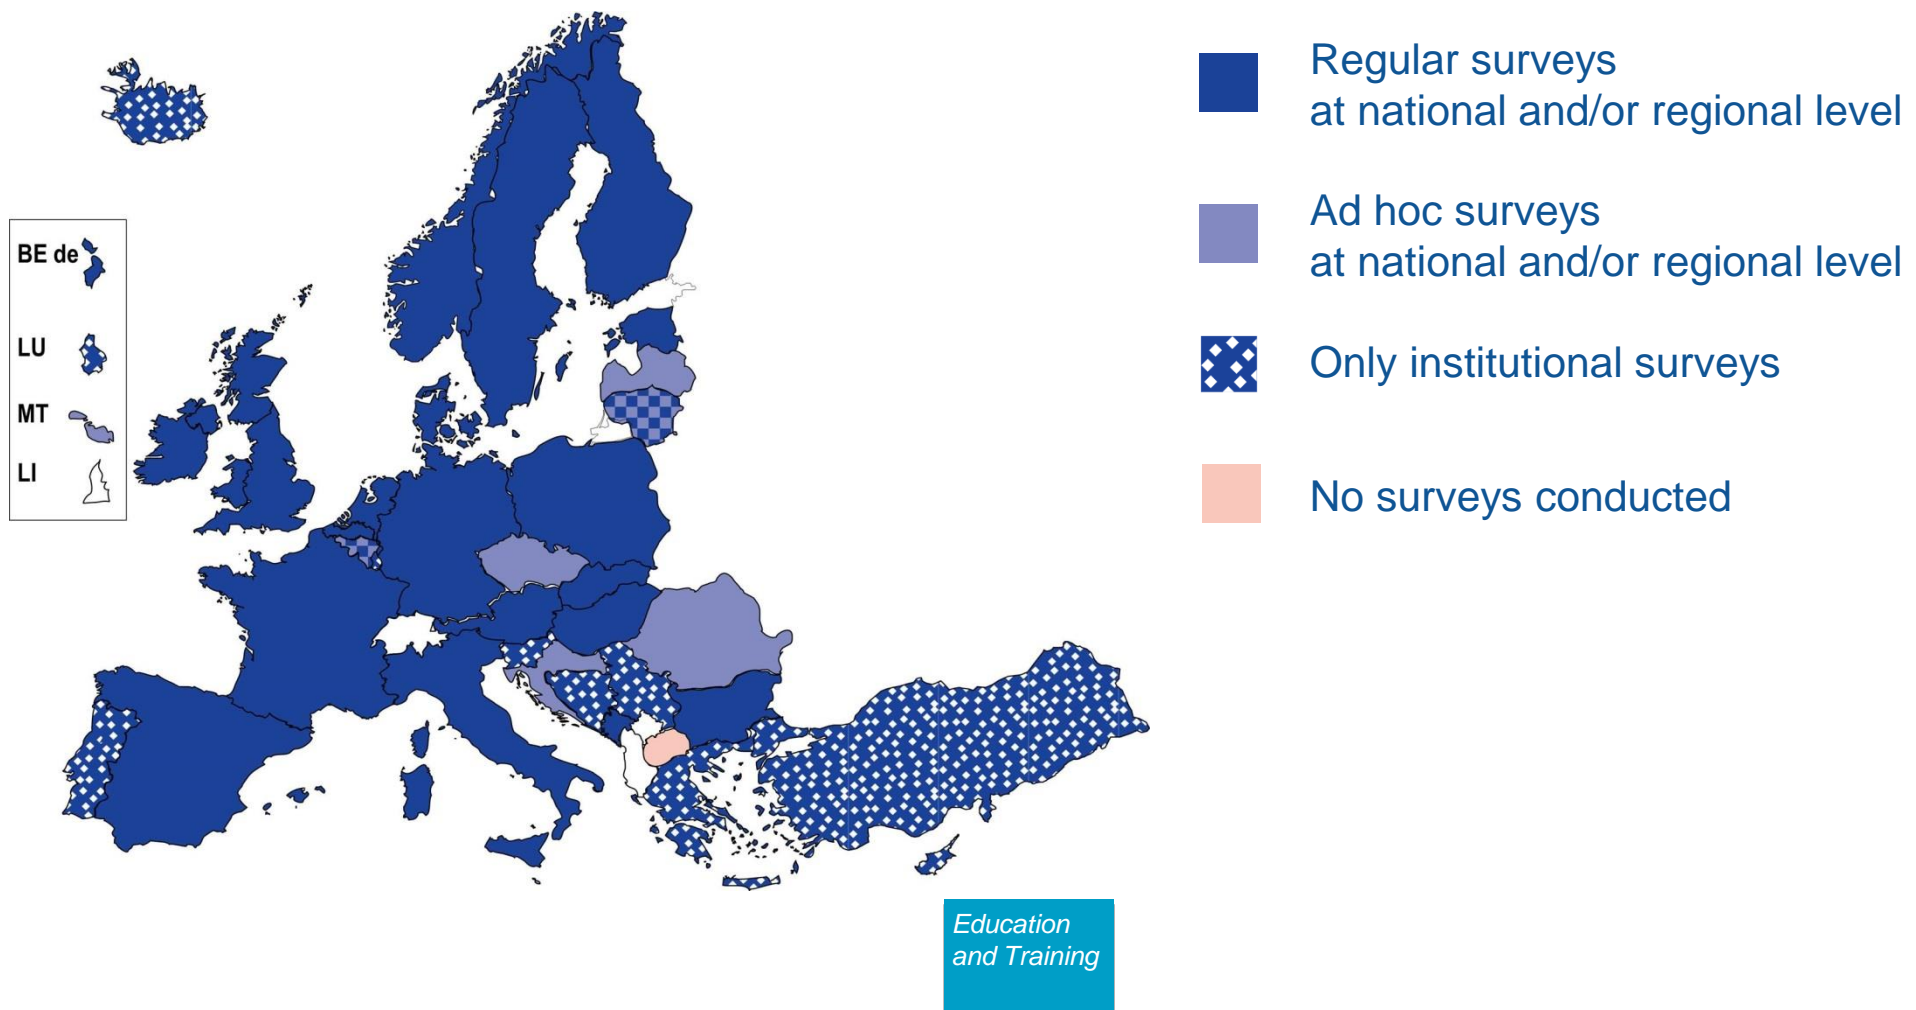 BE de
LU
MT
LI
Regular surveys
at national and/or regional level
Ad hoc surveys
at national and/or regional level
Only institutional surveys
No surveys conducted
Education
and Training